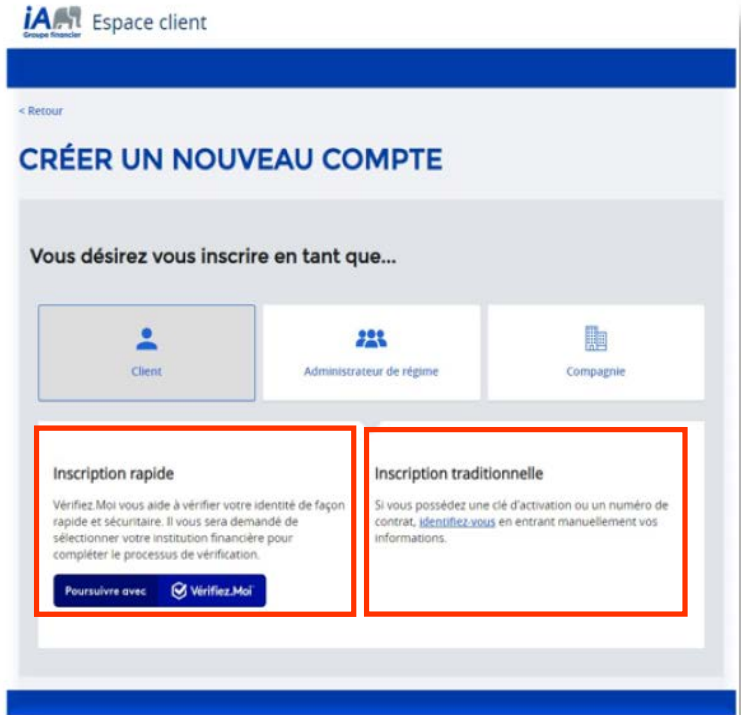 iA
Groupe financier
Espace client
< Retour
CRÉER UN NOUVEAU COMPTE
Vous désirez vous inscrire en tant que...
Client
Administrateur de régime
Compagnie
Inscription rapide
Vérifiez.Moi vous aide à vérifier votre identité de façon
rapide et sécuritaire. Il vous sera demandé de
sélectionner votre institution financière pour
compléter le processus de vérification.
Poursuivre avec Vérifiez.Moi
Inscription traditionnelle
Si vous possédez une clé d'activation ou un numéro de
contrat, identifiez-vous en entrant manuellement vos
informations.